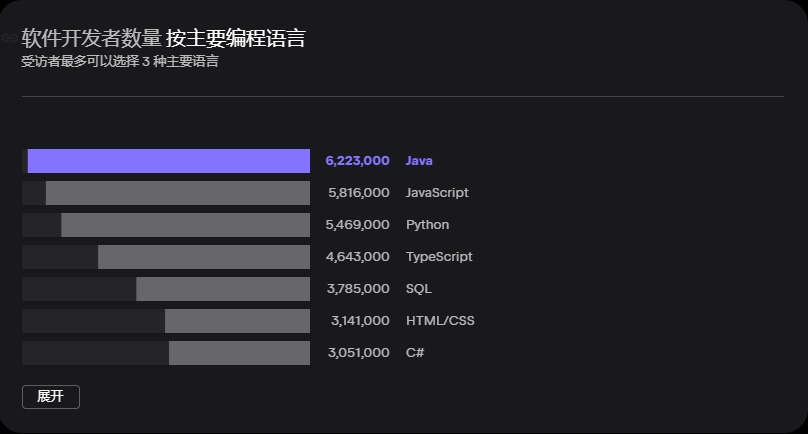 软件开发者数量 按主要编程语言
受访者最多可以选择 3 种主要语言
6,223,000 Java
5,816,000 JavaScript
5,469,000 Python
4,643,000 TypeScript
3,785,000 SQL
3,141,000 HTML/CSS
3,051,000 C#
展开